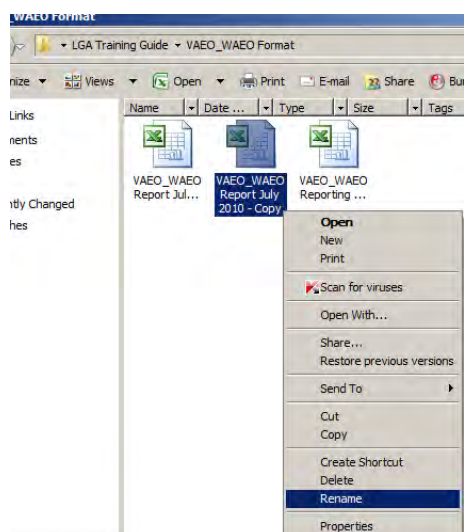 _WAEO Format
LGA Training Guide VAEO_WAEO Format
nize Views Open Print E-mail Share Bur
Name Date ... Type Size Tags
Links
ments
es
ntly Changed
hes
VAEO_WAEO
Report Jul...
VAEO_WAEO
Report July
2010 - Copy
VAEO_WAEO
Reporting ...
Open
New
Print
Scan for viruses
Open With...
Share...
Restore previous versions
Send To
Cut
Copy
Create Shortcut
Delete
Rename
Properties